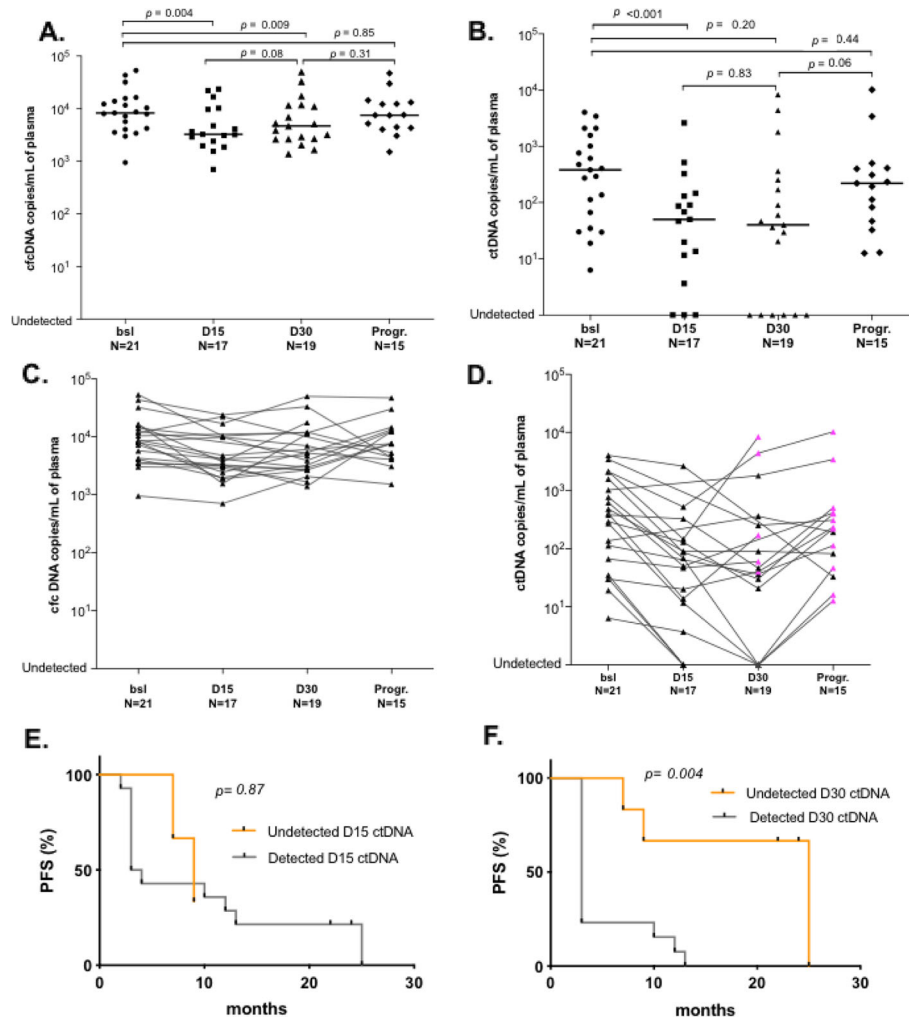 A.
p = 0.004
p = 0.009
p = 0.85
p = 0.08
p = 0.31
cfcDNA copies/mL of plasma
10^5
10^4
10^3
10^2
10^1
Undetected
bsl D15 D30 Progr.
N=21 N=17 N=19 N=15
B.
p <0.001
p = 0.20
p = 0.44
p = 0.06
p = 0.83
ctDNA copies/mL of plasma
10^5
10^4
10^3
10^2
10^1
Undetected
bsl D15 D30 Progr.
N=21 N=17 N=19 N=15
C.
cfc DNA copies/mL of plasma
10^5
10^4
10^3
10^2
10^1
Undetected
bsl D15 D30 Progr.
N=21 N=17 N=19 N=15
D.
ctDNA copies/mL of plasma
10^5
10^4
10^3
10^2
10^1
Undetected
bsl D15 D30 Progr.
N=21 N=17 N=19 N=15
E.
PFS (%)
100
50
0
p= 0.87
Undetected D15 ctDNA
Detected D15 ctDNA
0 10 20 30
months
F.
PFS (%)
100
50
0
p= 0.004
Undetected D30 ctDNA
Detected D30 ctDNA
0 10 20 30
months